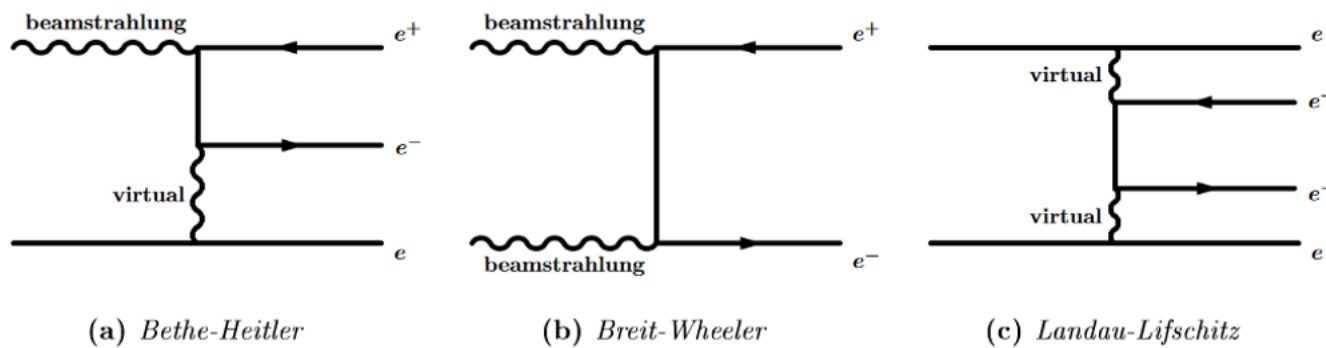 beamstrahlung
e⁺
e⁻
virtual
e
(a) Bethe-Heitler
beamstrahlung
e⁺
beamstrahlung
e⁻
(b) Breit-Wheeler
e
virtual
e⁻
e⁻
virtual
e
(c) Landau-Lifschitz